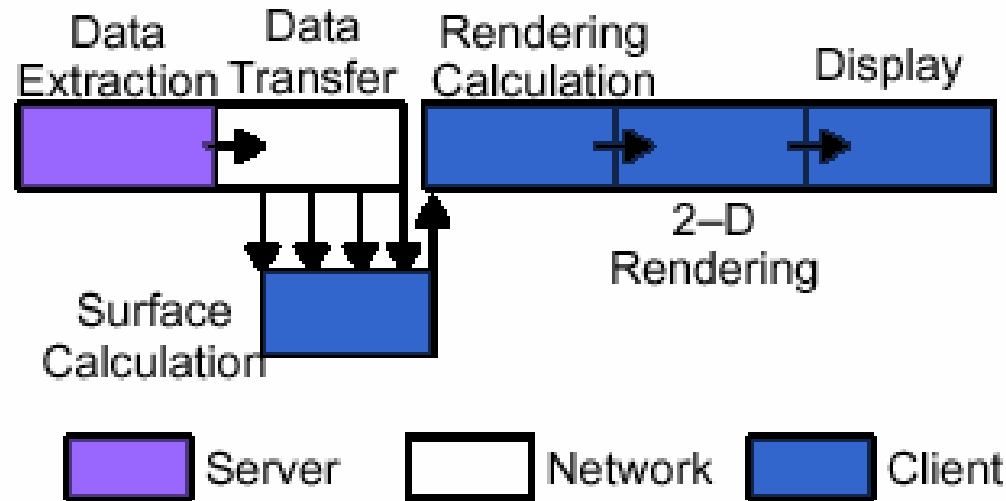 Data
Extraction
Data
Transfer
Rendering
Calculation
Display
2–D
Rendering
Surface
Calculation
Server
Network
Client